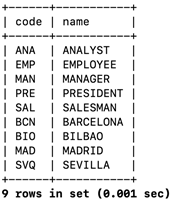 +------+-----------+
| code | name      |
+------+-----------+
| ANA  | ANALYST   |
| EMP  | EMPLOYEE  |
| MAN  | MANAGER   |
| PRE  | PRESIDENT |
| SAL  | SALESMAN  |
| BCN  | BARCELONA |
| BIO  | BILBAO    |
| MAD  | MADRID    |
| SVQ  | SEVILLA   |
+------+-----------+
9 rows in set (0.001 sec)